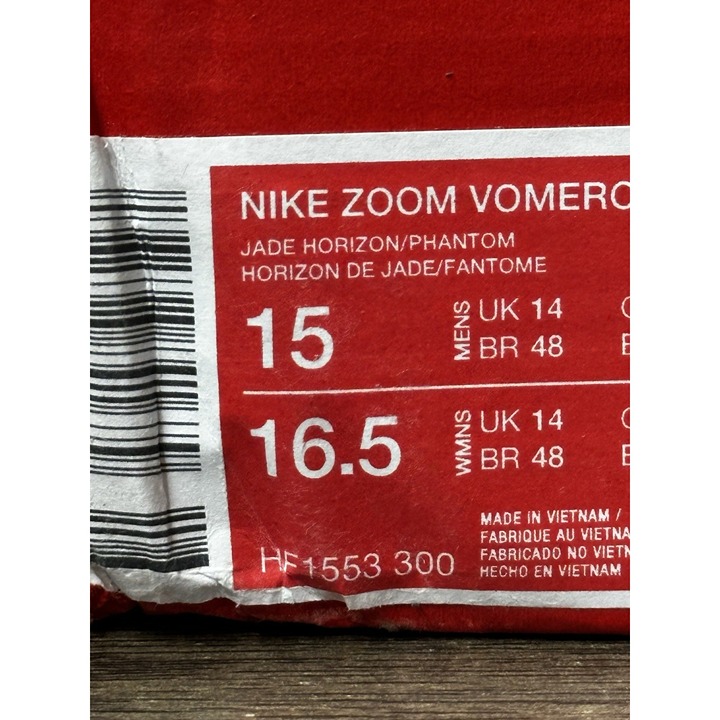 NIKE ZOOM VOMERO
JADE HORIZON/PHANTOM
HORIZON DE JADE/FANTOME
15
MENS
UK 14
BR 48
16.5
WMNS
UK 14
BR 48
MADE IN VIETNAM /
FABRIQUE AU VIETNA
FABRICADO NO VIETN
HECHO EN VIETNAM
HF1553 300